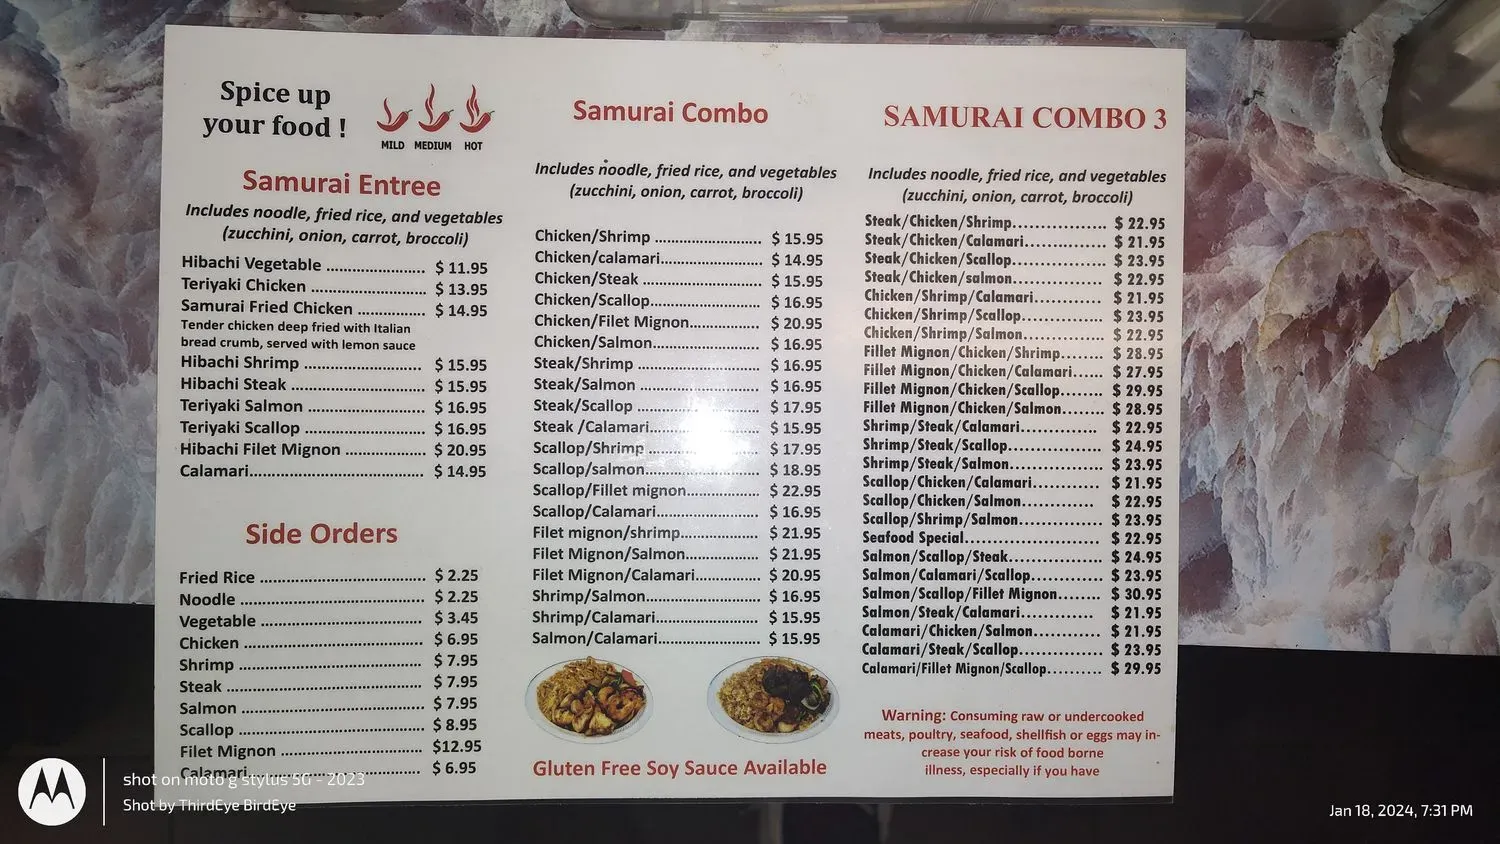 Spice up
your food !
MILD MEDIUM HOT
Samurai Entree
Includes noodle, fried rice, and vegetables
(zucchini, onion, carrot, broccoli)
Hibachi Vegetable ........................ $ 11.95
Teriyaki Chicken ............................ $ 13.95
Samurai Fried Chicken ................. $ 14.95
Tender chicken deep fried with Italian
bread crumb, served with lemon sauce
Hibachi Shrimp ............................ $ 15.95
Hibachi Steak ................................ $ 15.95
Teriyaki Salmon ........................... $ 16.95
Teriyaki Scallop ............................ $ 16.95
Hibachi Filet Mignon ................... $ 20.95
Calamari........................................ $ 14.95
Side Orders
Fried Rice ...................................... $ 2.25
Noodle .......................................... $ 2.25
Vegetable ...................................... $ 3.45
Chicken ......................................... $ 6.95
Shrimp .......................................... $ 7.95
Steak ............................................. $ 7.95
Salmon .......................................... $ 7.95
Scallop .......................................... $ 8.95
Filet Mignon ................................. $12.95
Calamari........................................ $ 6.95
Samurai Combo
Includes noodle, fried rice, and vegetables
(zucchini, onion, carrot, broccoli)
Chicken/Shrimp .......................... $ 15.95
Chicken/calamari......................... $ 14.95
Chicken/Steak ............................. $ 15.95
Chicken/Scallop........................... $ 16.95
Chicken/Filet Mignon................. $ 20.95
Chicken/Salmon.......................... $ 16.95
Steak/Shrimp .............................. $ 16.95
Steak/Salmon ............................. $ 16.95
Steak/Scallop .............................. $ 17.95
Steak /Calamari........................... $ 15.95
Scallop/Shrimp ........................... $ 17.95
Scallop/salmon............................ $ 18.95
Scallop/Fillet mignon.................. $ 22.95
Scallop/Calamari......................... $ 16.95
Filet mignon/shrimp................... $ 21.95
Filet Mignon/Salmon.................. $ 21.95
Filet Mignon/Calamari................ $ 20.95
Shrimp/Salmon........................... $ 16.95
Shrimp/Calamari......................... $ 15.95
Salmon/Calamari......................... $ 15.95
Gluten Free Soy Sauce Available
SAMURAI COMBO 3
Includes noodle, fried rice, and vegetables
(zucchini, onion, carrot, broccoli)
Steak/Chicken/Shrimp................. $ 22.95
Steak/Chicken/Calamari............... $ 21.95
Steak/Chicken/Scallop................. $ 23.95
Steak/Chicken/salmon................. $ 22.95
Chicken/Shrimp/Calamari............ $ 21.95
Chicken/Shrimp/Scallop............... $ 23.95
Chicken/Shrimp/Salmon............... $ 22.95
Fillet Mignon/Chicken/Shrimp........ $ 28.95
Fillet Mignon/Chicken/Calamari...... $ 27.95
Fillet Mignon/Chicken/Scallop........ $ 29.95
Fillet Mignon/Chicken/Salmon........ $ 28.95
Shrimp/Steak/Calamari.............. $ 22.95
Shrimp/Steak/Scallop................. $ 24.95
Shrimp/Steak/Salmon................. $ 23.95
Scallop/Chicken/Calamari............ $ 21.95
Scallop/Chicken/Salmon............. $ 22.95
Scallop/Shrimp/Salmon............... $ 23.95
Seafood Special......................... $ 22.95
Salmon/Scallop/Steak................. $ 24.95
Salmon/Calamari/Scallop............. $ 23.95
Salmon/Scallop/Fillet Mignon........ $ 30.95
Salmon/Steak/Calamari............. $ 21.95
Calamari/Chicken/Salmon............ $ 21.95
Calamari/Steak/Scallop............... $ 23.95
Calamari/Fillet Mignon/Scallop.......... $ 29.95
Warning: Consuming raw or undercooked
meats, poultry, seafood, shellfish or eggs may in-
crease your risk of food borne
illness, especially if you have
shot on moto g stylus 5G - 2023
Shot by ThirdEye BirdEye
Jan 18, 2024, 7:31 PM